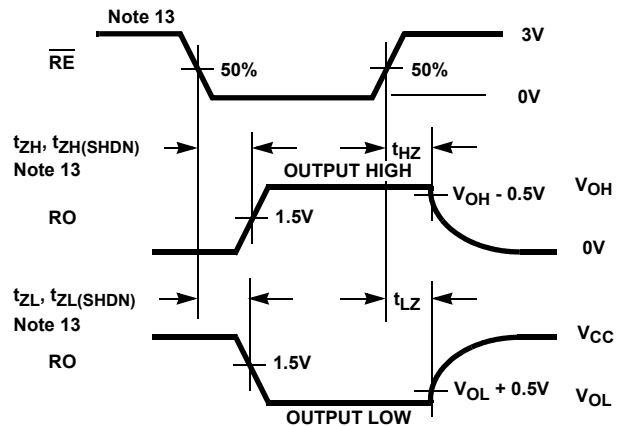 Note 13
RE
50%
50%
3V
0V
tZH, tZH(SHDN)
Note 13
tHZ
OUTPUT HIGH
VOH - 0.5V
VOH
RO
1.5V
0V
tZL, tZL(SHDN)
Note 13
tLZ
VCC
RO
1.5V
VOL + 0.5V
VOL
OUTPUT LOW